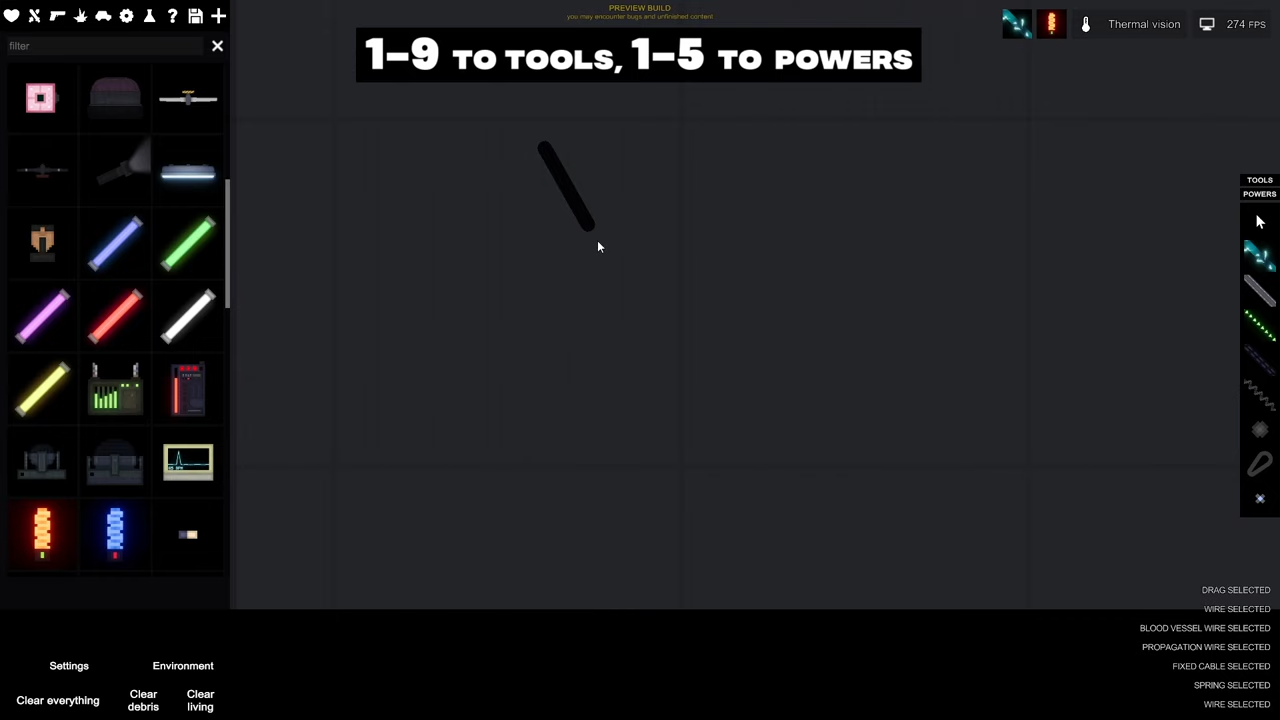 PREVIEW BUILD
you may encounter bugs and unfinished content
1–9 TO TOOLS, 1–5 TO POWERS
Thermal vision
274 FPS
filter
TOOLS
POWERS
DRAG SELECTED
WIRE SELECTED
BLOOD VESSEL WIRE SELECTED
PROPAGATION WIRE SELECTED
FIXED CABLE SELECTED
SPRING SELECTED
WIRE SELECTED
Settings
Environment
Clear everything
Clear debris
Clear living